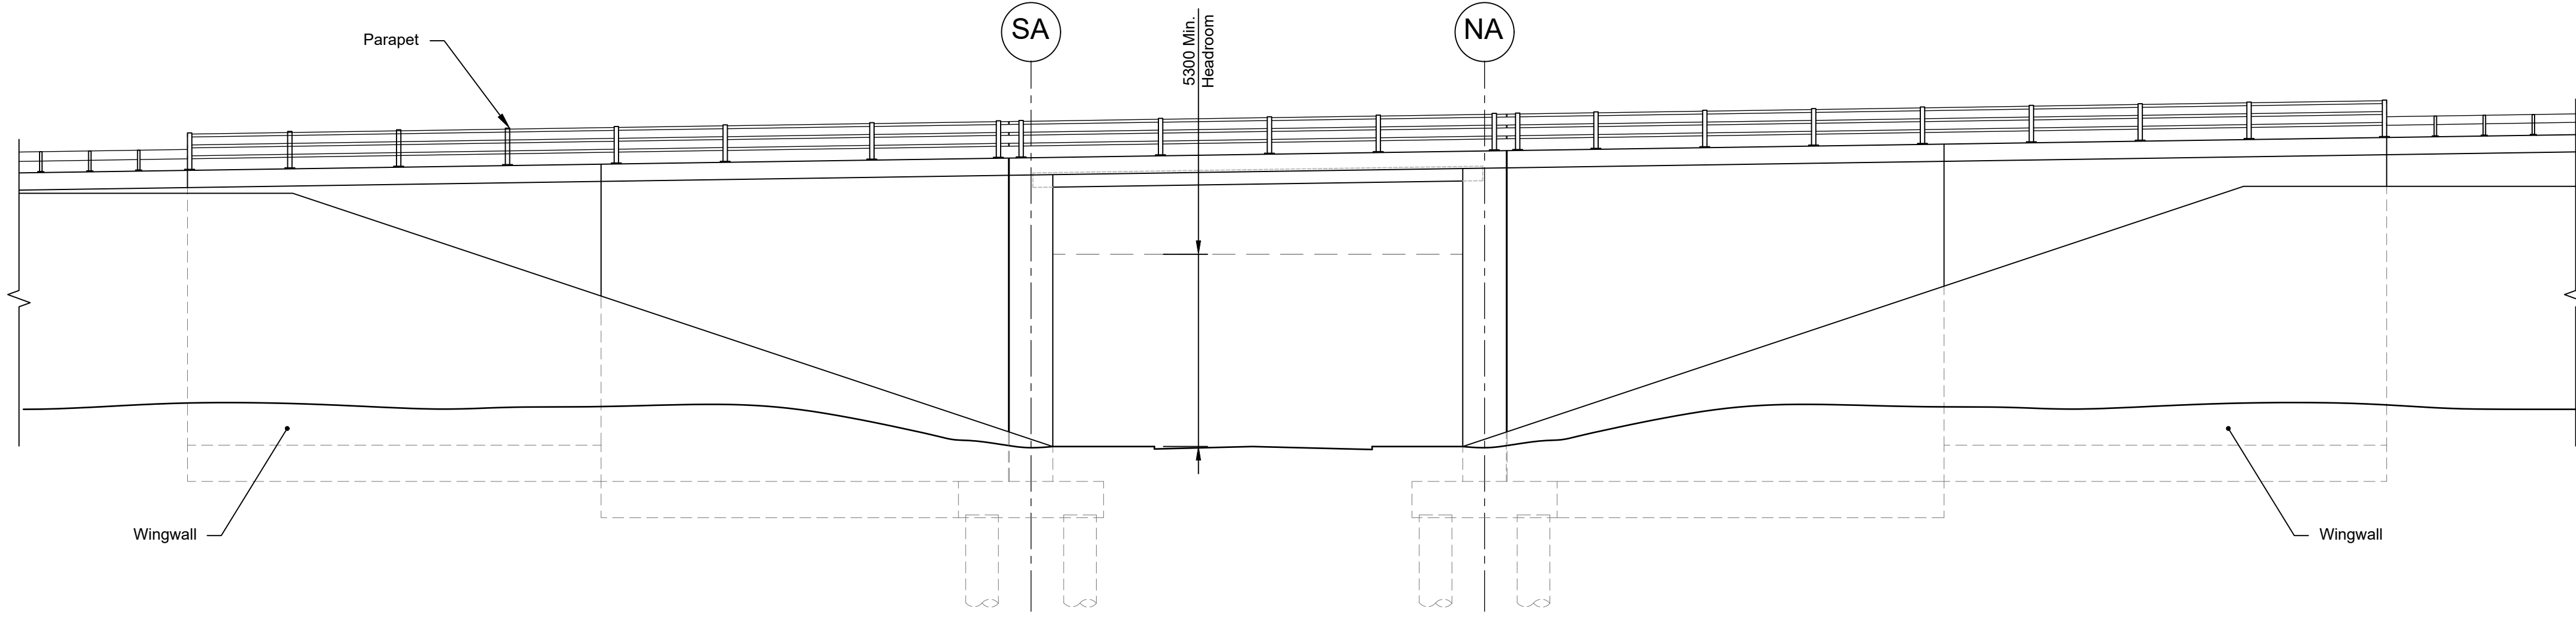 SA
NA
5300 Min.
Headroom
Parapet
Wingwall
Wingwall